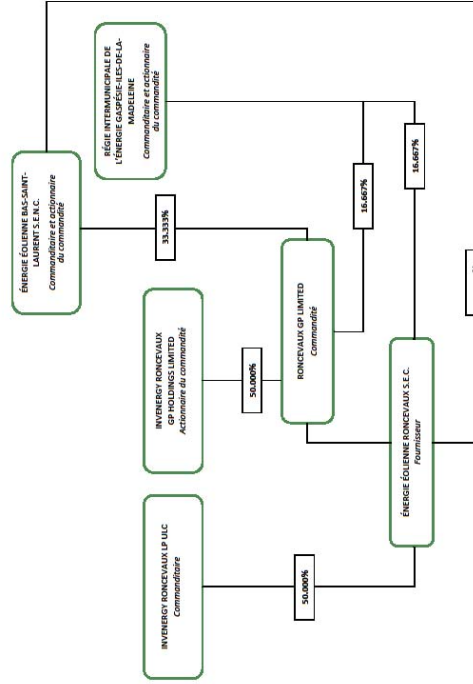 ÉNERGIE ÉOLIENNE BAS-SAINT-
LAURENT S.E.N.C.
Commanditaire et actionnaire
du commandité
RÉGIE INTERMUNICIPALE DE
L'ÉNERGIE GASPÉSIE-ILES-DE-LA-
MADELEINE
Commanditaire et actionnaire
du commandité
33.333%
INVENERGY RONCEVAUX
GP HOLDINGS LIMITED
Actionnaire du commandité
INVENERGY RONCEVAUX LP ULC
Commanditaire
50.000%
16.667%
RONCEVAUX GP LIMITED
Commandité
50.000%
16.667%
ÉNERGIE ÉOLIENNE RONCEVAUX S.E.C.
Fournisseur